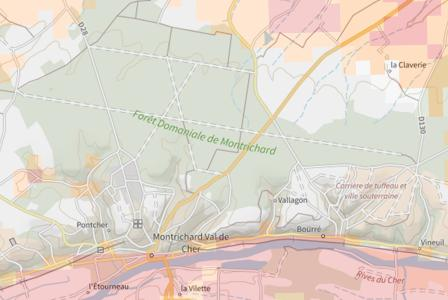 D28
la Claverie
Forêt Domaniale de Montrichard
D130
Carrière de tuffeau et
ville souterraine
Vallagon
Pontcher
Bourré
Montrichard Val de
Cher
Vineuil
Rives du Cher
l'Étourneau
la Vilette